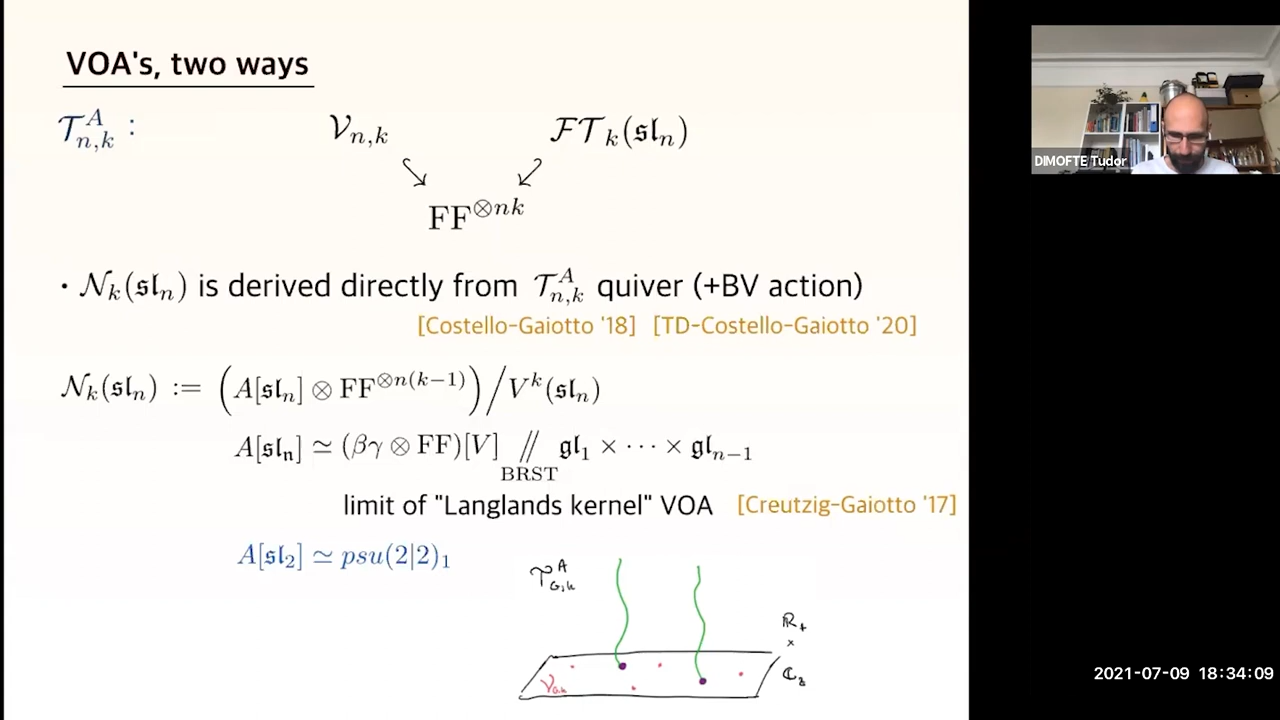 VOA's, two ways
𝒯^A_{n,k} : 𝒱_{n,k} ℱ𝒯_k(𝔰𝔩_n)
↘ ↙
FF^{⊗nk}
• 𝒩_k(𝔰𝔩_n) is derived directly from 𝒯^A_{n,k} quiver (+BV action)
[Costello-Gaiotto '18] [TD-Costello-Gaiotto '20]
𝒩_k(𝔰𝔩_n) := (A[𝔰𝔩_n] ⊗ FF^{⊗n(k−1)}) / V^k(𝔰𝔩_n)
A[𝔰𝔩_n] ≃ (βγ ⊗ FF)[V] // 𝔤𝔩_1 × ⋯ × 𝔤𝔩_{n−1}
BRST
limit of "Langlands kernel" VOA [Creutzig-Gaiotto '17]
A[𝔰𝔩_2] ≃ psu(2|2)_1
𝒯^A_{G,k}
ℝ_+
×
ℂ_z
𝒱_{G,k}
DIMOFTE Tudor
2021-07-09 18:34:09